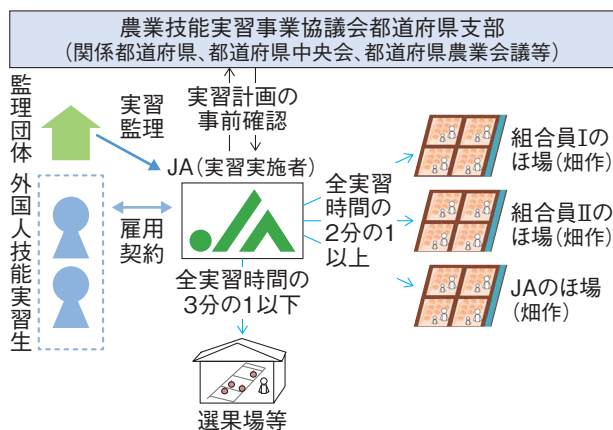 農業技能実習事業協議会都道府県支部
(関係都道府県、都道府県中央会、都道府県農業会議等)
監理団体
実習
監理
実習計画の
事前確認
JA(実習実施者)
外国人技能実習生
雇用
契約
全実習
時間の
2分の1
以上
組合員Ⅰの
ほ場(畑作)
組合員Ⅱの
ほ場(畑作)
JAのほ場
(畑作)
全実習時間の
3分の1以下
選果場等